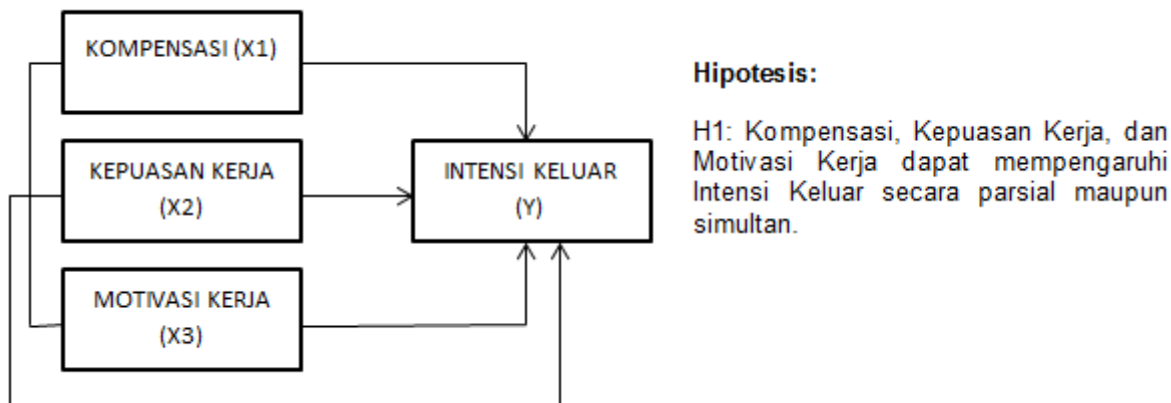 KOMPENSASI (X1)
KEPUASAN KERJA
(X2)
MOTIVASI KERJA
(X3)
INTENSI KELUAR
(Y)
Hipotesis:
H1: Kompensasi, Kepuasan Kerja, dan
Motivasi Kerja dapat mempengaruhi
Intensi Keluar secara parsial maupun
simultan.